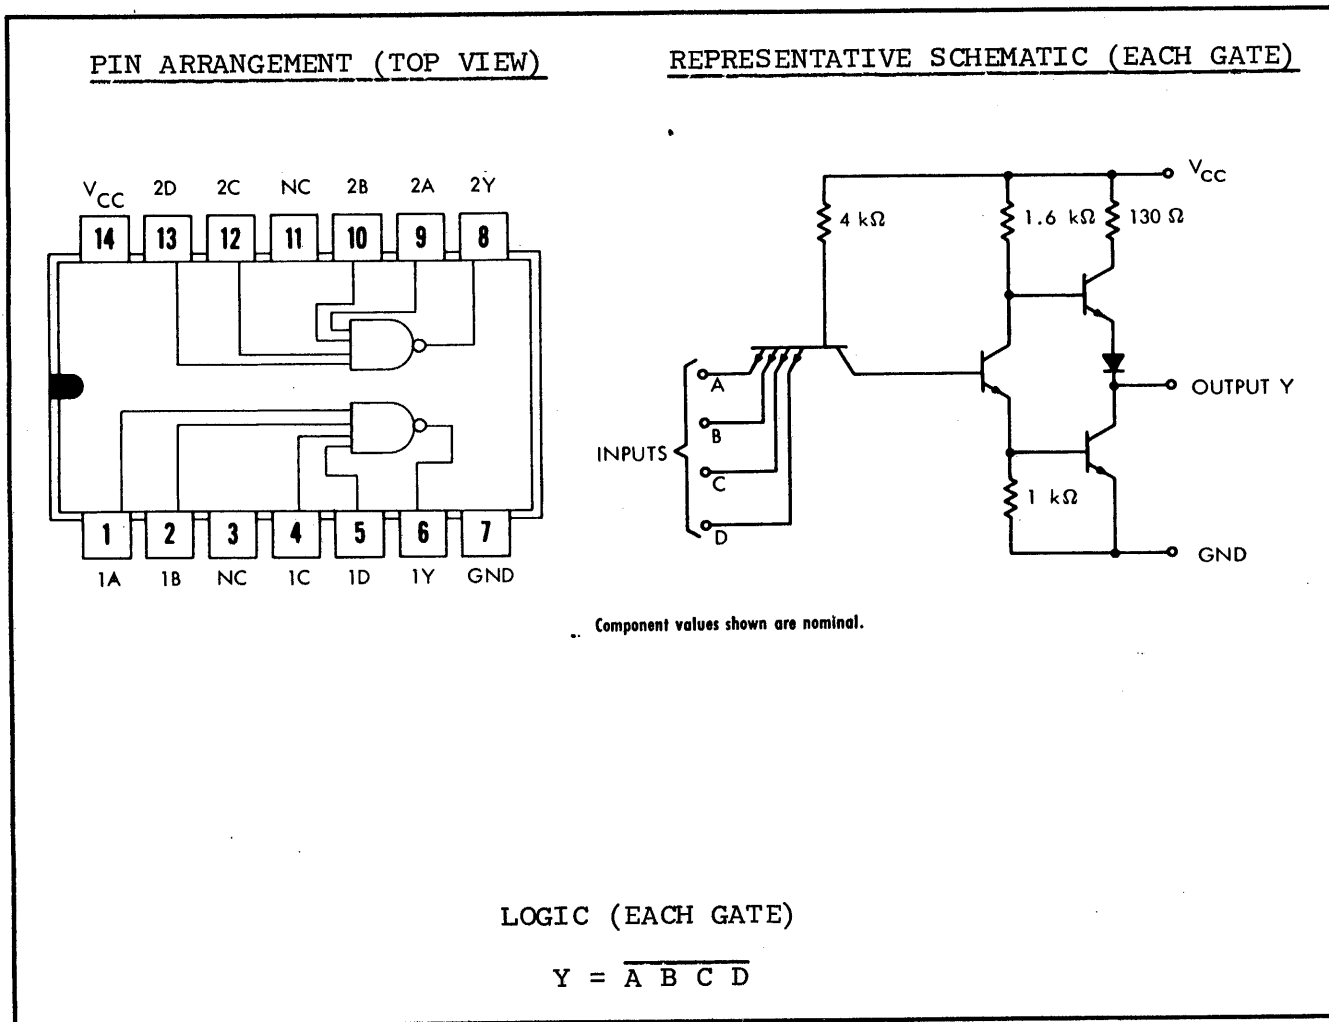 PIN ARRANGEMENT (TOP VIEW)
REPRESENTATIVE SCHEMATIC (EACH GATE)
VCC 2D 2C NC 2B 2A 2Y
14 13 12 11 10 9 8
1 2 3 4 5 6 7
1A 1B NC 1C 1D 1Y GND
VCC
4 kΩ
1.6 kΩ
130 Ω
INPUTS
A
B
C
D
OUTPUT Y
1 kΩ
GND
Component values shown are nominal.
LOGIC (EACH GATE)
Y = A̅ ̅B̅ ̅C̅ ̅D̅